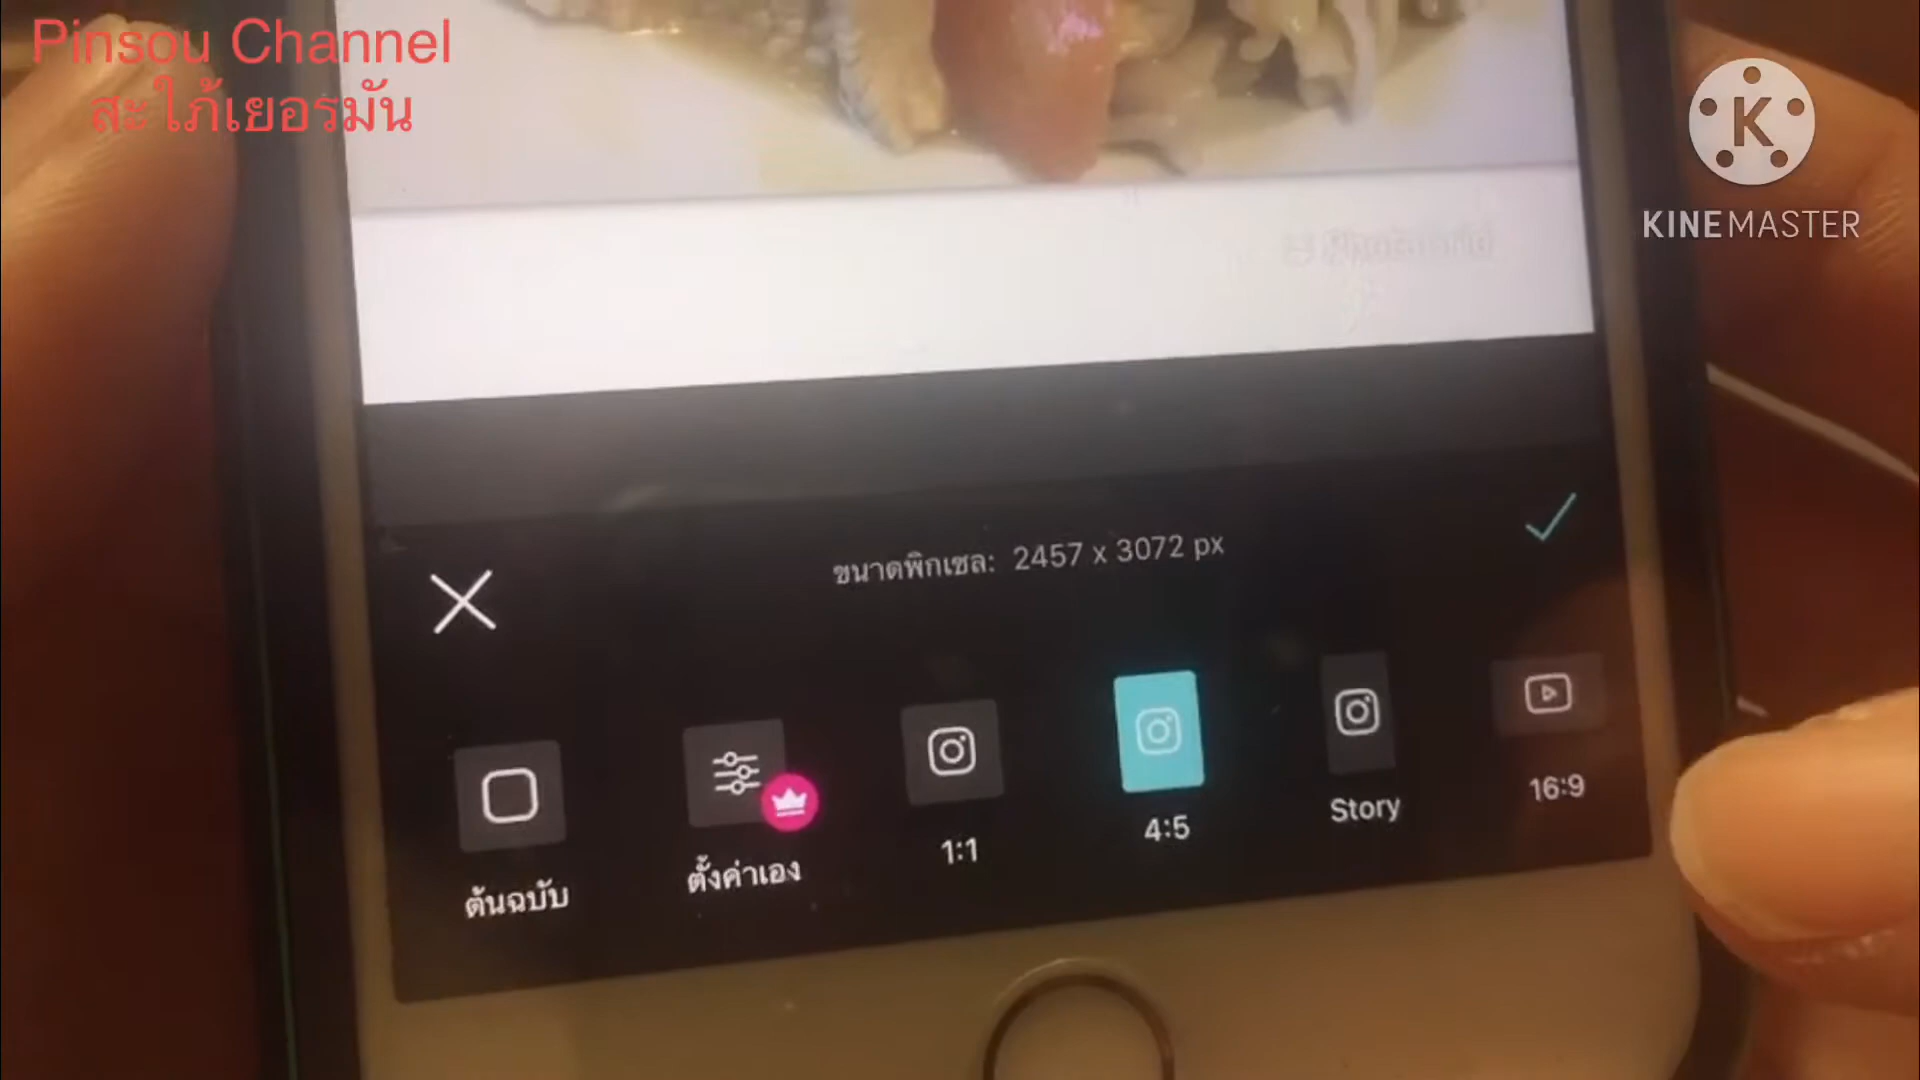 Pinsou Channel
สะใภ้เยอรมัน
K
KINEMASTER
ขนาดพิกเซล: 2457 x 3072 px
ต้นฉบับ
ตั้งค่าเอง
1:1
4:5
Story
16:9